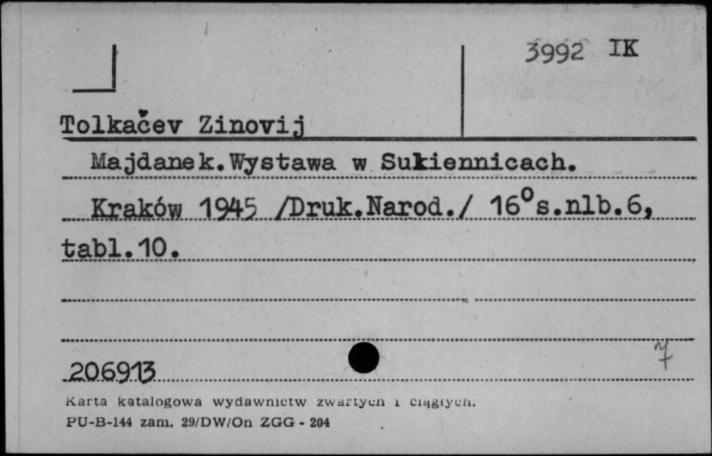 3992 IK
Tolkačev Zinovij
Majdanek.Wystawa w Sukiennicach.
Kraków 1945 /Druk.Narod./ 16° s.nlb.6,
tabl.10.
7
206913
Karta katalogowa wydawnictw zwartych i ciągłych.
PU-B-144 zam. 29/DW/On ZGG - 204